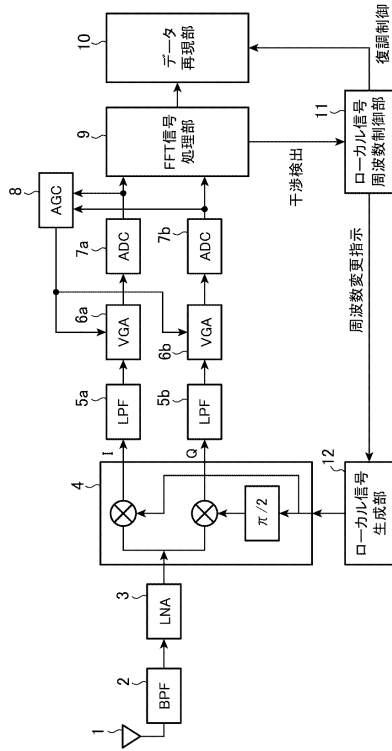 1
2
BPF
3
LNA
4
I
Q
π/2
5a
LPF
5b
LPF
6a
VGA
6b
VGA
7a
ADC
7b
ADC
8
AGC
9
FFT信号
処理部
10
データ
再現部
干渉検出
復調制御
11
ローカル信号
周波数制御部
周波数変更指示
12
ローカル信号
生成部